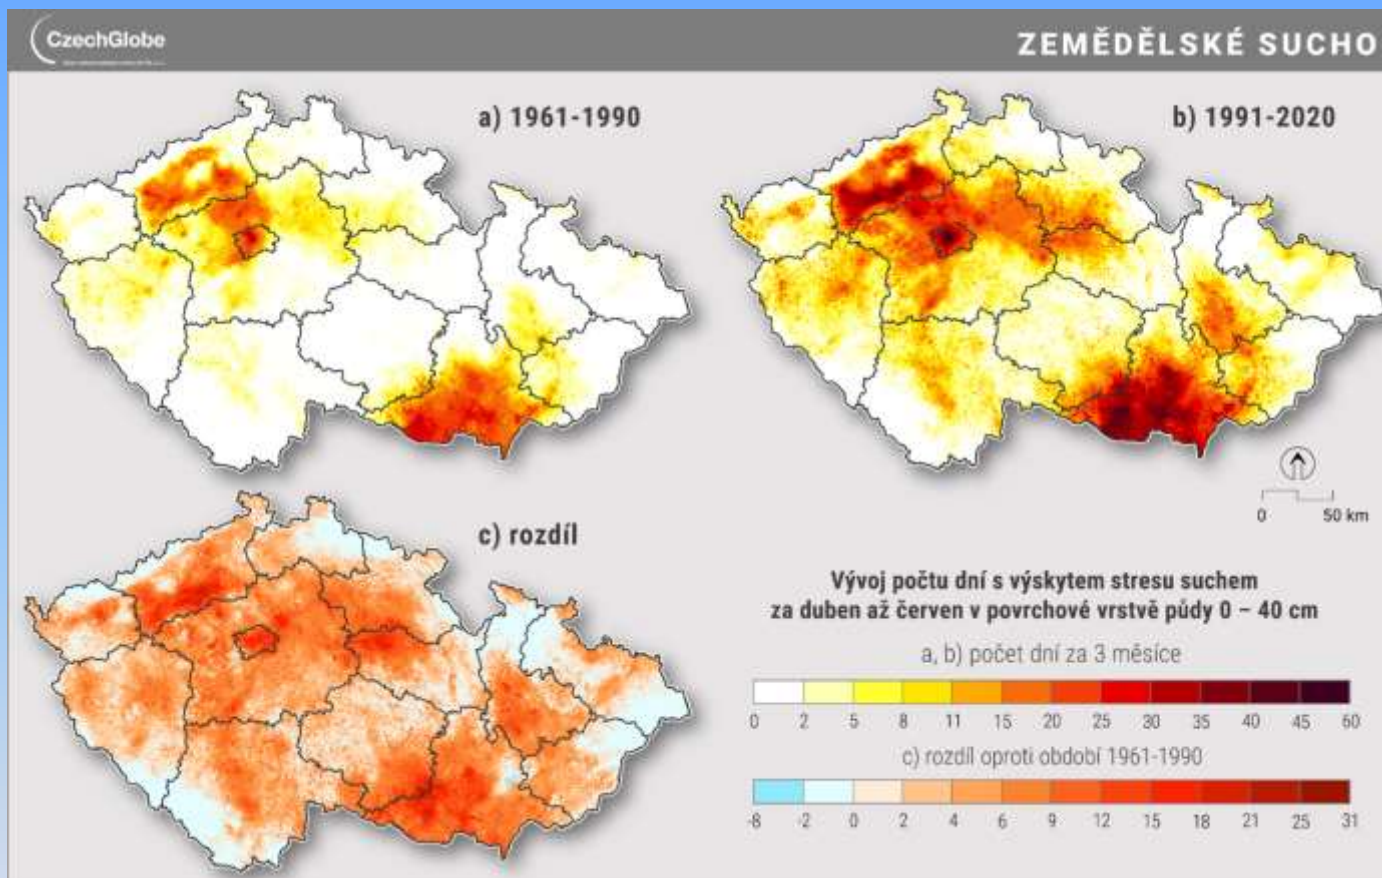 CzechGlobe
ZEMĚDĚLSKÉ SUCHO
a) 1961-1990
b) 1991-2020
0 50 km
c) rozdíl
Vývoj počtu dní s výskytem stresu suchem
za duben až červen v povrchové vrstvě půdy 0 – 40 cm
a, b) počet dní za 3 měsíce
0 2 5 8 11 15 20 25 30 35 40 45 60
c) rozdíl oproti období 1961-1990
-8 -2 0 2 4 6 9 12 15 18 21 25 31